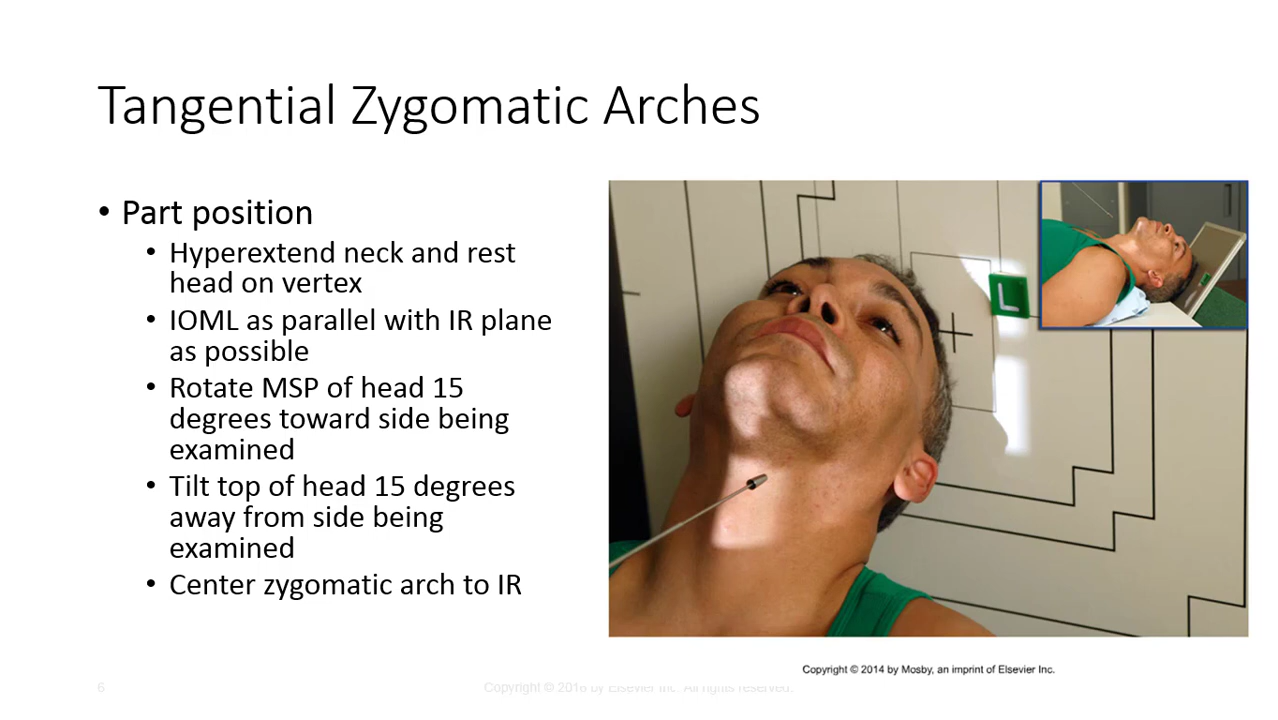 Tangential Zygomatic Arches
• Part position
• Hyperextend neck and rest
head on vertex
• IOML as parallel with IR plane
as possible
• Rotate MSP of head 15
degrees toward side being
examined
• Tilt top of head 15 degrees
away from side being
examined
• Center zygomatic arch to IR
L
Copyright © 2014 by Mosby, an imprint of Elsevier Inc.
6
Copyright © 2016 by Elsevier Inc. All rights reserved.